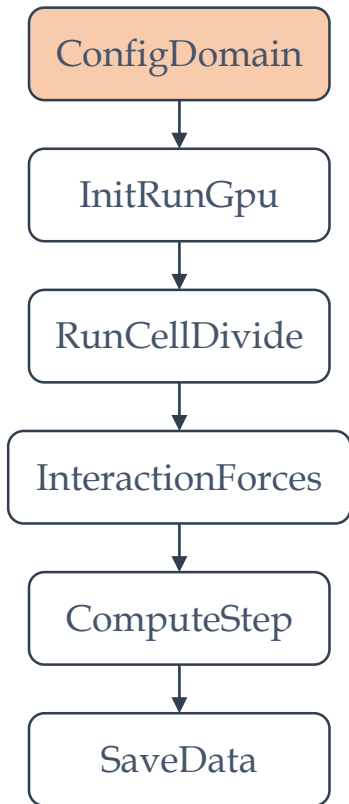 ConfigDomain
InitRunGpu
RunCellDivide
InteractionForces
ComputeStep
SaveData